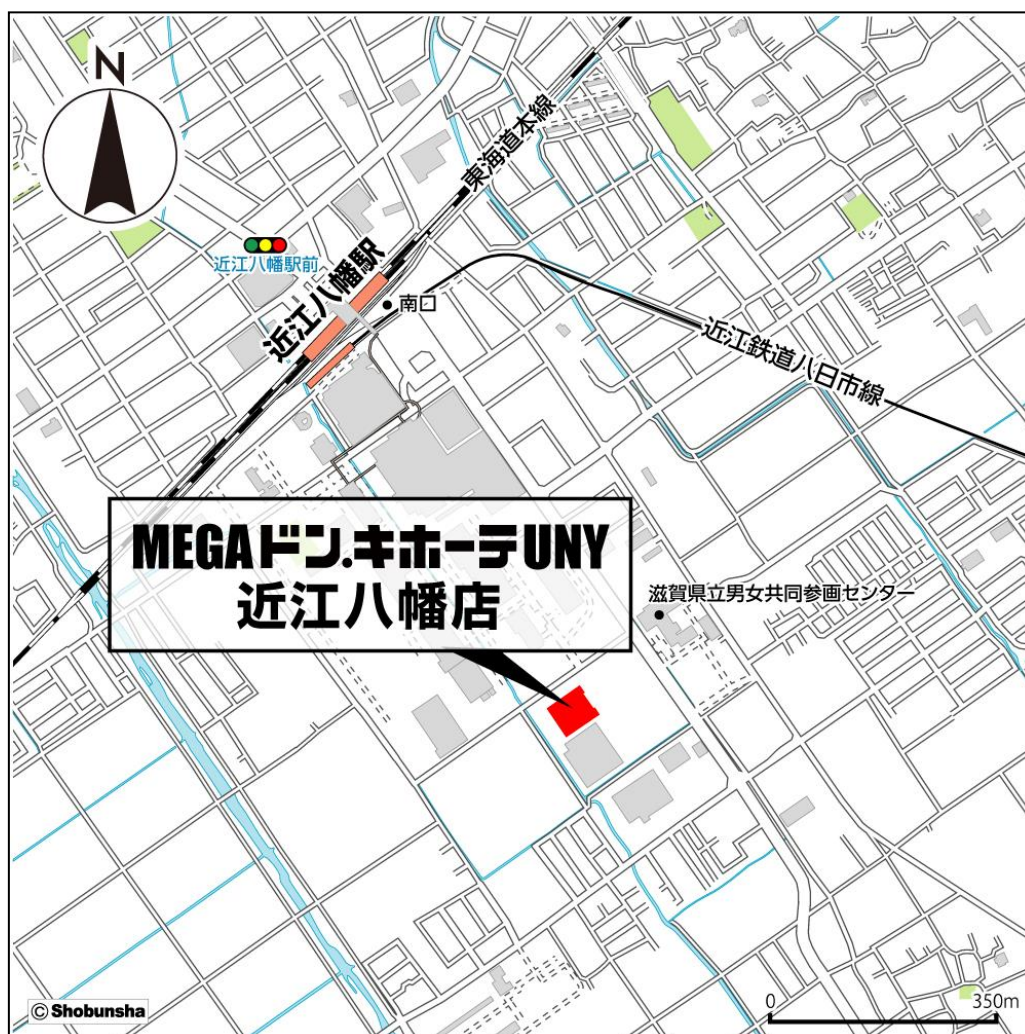 N
東海道本線
近江八幡駅前
近江八幡駅
南口
近江鉄道八日市線
MEGAドン.キホーテUNY
近江八幡店
滋賀県立男女共同参画センター
© Shobunsha
0 350m